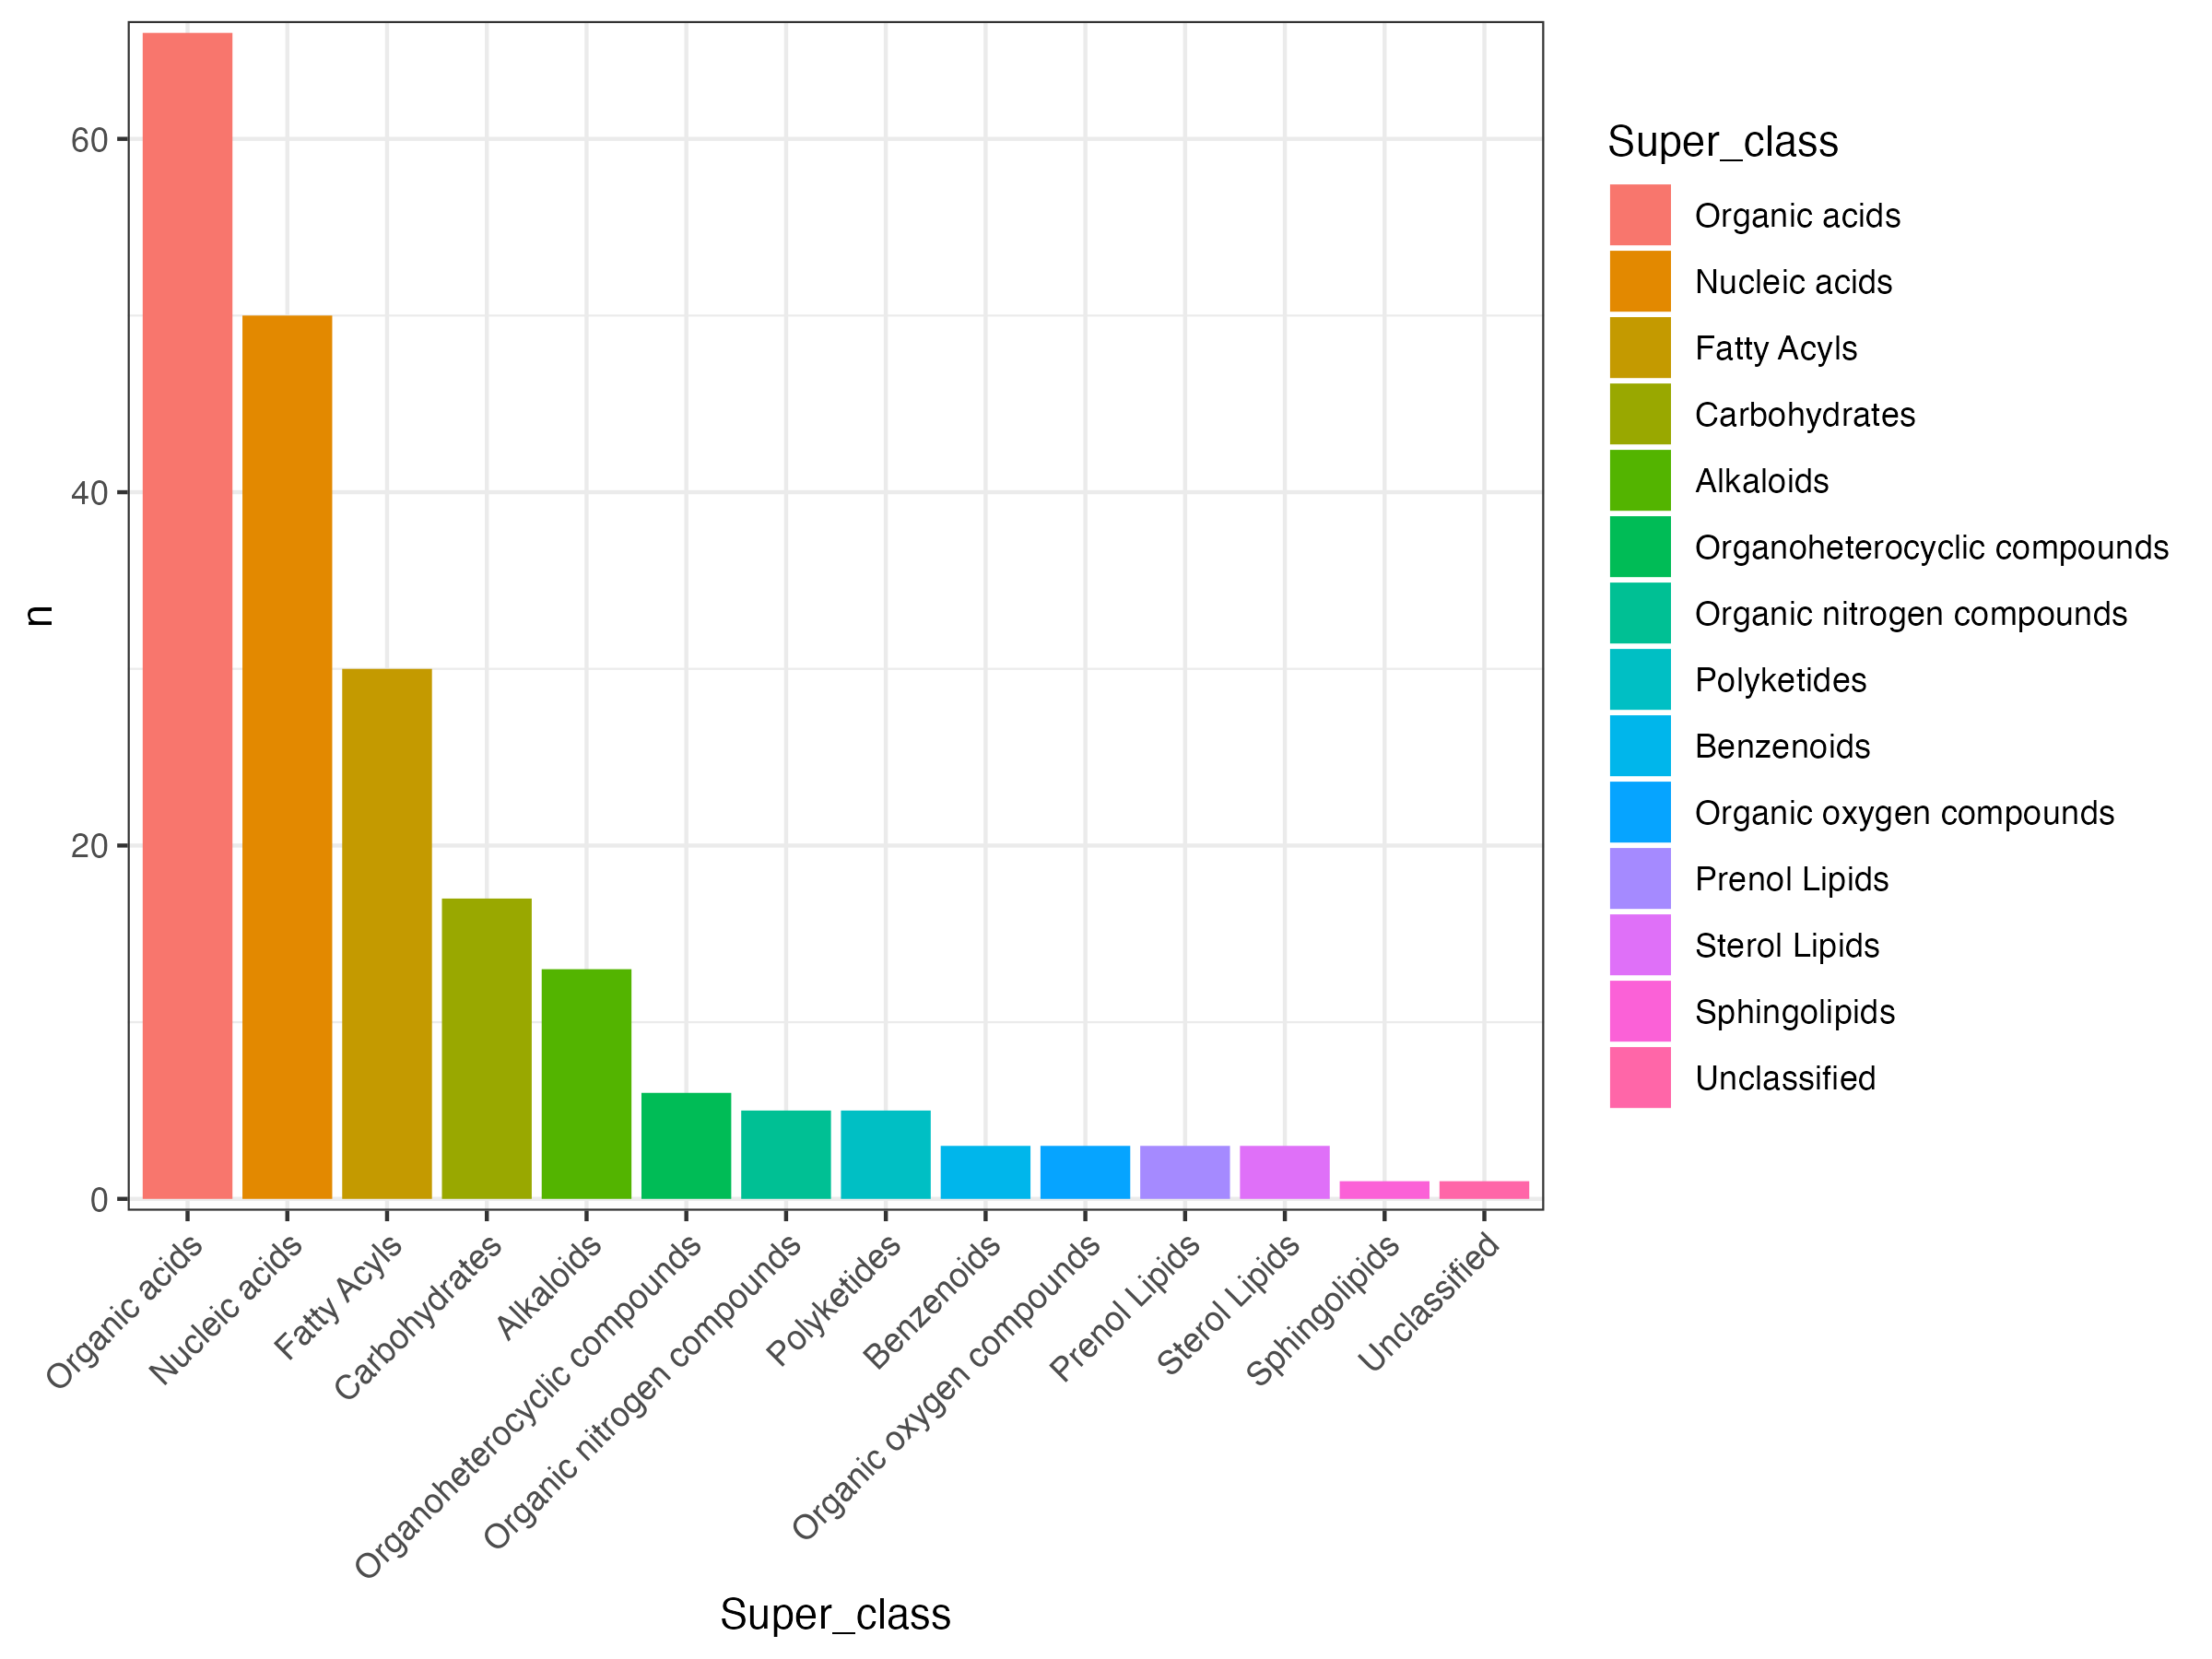 n
60
40
20
0
Organic acids
Nucleic acids
Fatty Acyls
Carbohydrates
Alkaloids
Organoheterocyclic compounds
Organic nitrogen compounds
Polyketides
Benzenoids
Organic oxygen compounds
Prenol Lipids
Sterol Lipids
Sphingolipids
Unclassified
Super_class
Super_class
Organic acids
Nucleic acids
Fatty Acyls
Carbohydrates
Alkaloids
Organoheterocyclic compounds
Organic nitrogen compounds
Polyketides
Benzenoids
Organic oxygen compounds
Prenol Lipids
Sterol Lipids
Sphingolipids
Unclassified